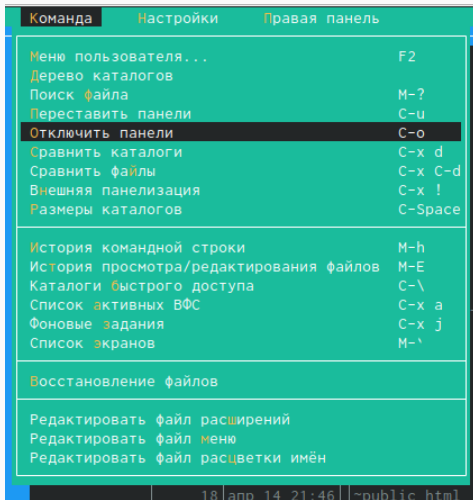 Команда Настройки Правая панель
Меню пользователя... F2
Дерево каталогов
Поиск файла M-?
Переставить панели C-u
Отключить панели C-o
Сравнить каталоги C-x d
Сравнить файлы C-x C-d
Внешняя панелизация C-x !
Размеры каталогов C-Space
История командной строки M-h
История просмотра/редактирования файлов M-E
Каталоги быстрого доступа C-\
Список активных ВФС C-x a
Фоновые задания C-x j
Список экранов M-`
Восстановление файлов
Редактировать файл расширений
Редактировать файл меню
Редактировать файл расцветки имён
18 апр 14 21:46 ~public_html